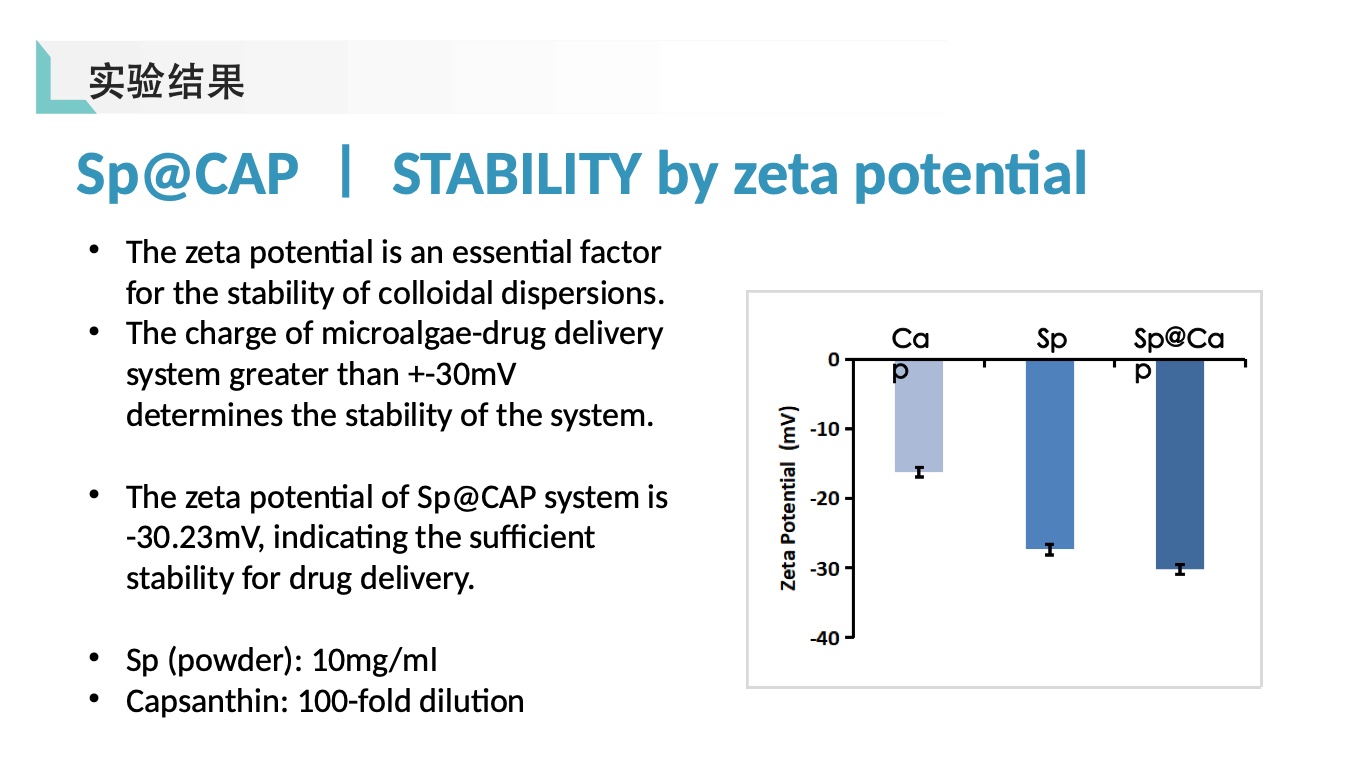 实验结果
Sp@CAP | STABILITY by zeta potential
• The zeta potential is an essential factor
for the stability of colloidal dispersions.
• The charge of microalgae-drug delivery
system greater than +-30mV
determines the stability of the system.
• The zeta potential of Sp@CAP system is
-30.23mV, indicating the sufficient
stability for drug delivery.
• Sp (powder): 10mg/ml
• Capsanthin: 100-fold dilution
Ca
p
Sp
Sp@Ca
p
0
-10
-20
-30
-40
Zeta Potential (mV)